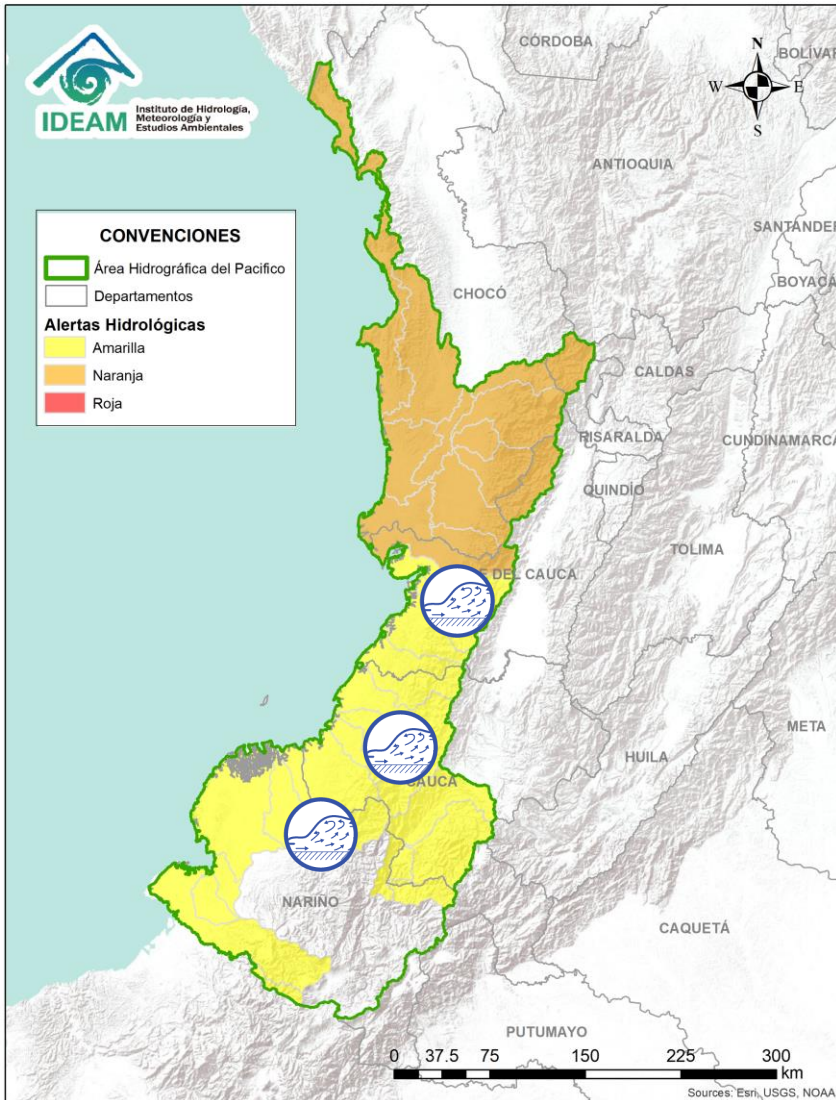 IDEAM
Instituto de Hidrología,
Meteorología y
Estudios Ambientales
CÓRDOBA
BOLÍVAR
N
W
E
S
ANTIOQUIA
CONVENCIONES
Área Hidrográfica del Pacifico
Departamentos
Alertas Hidrológicas
Amarilla
Naranja
Roja
SANTANDER
BOYACÁ
CHOCÓ
CALDAS
RISARALDA
CUNDINAMARCA
QUINDÍO
TOLIMA
E DEL CAUCA
META
HUILA
CAUCA
NARIÑO
CAQUETÁ
PUTUMAYO
0 37.5 75 150 225 300
km
Sources: Esri, USGS, NOAA